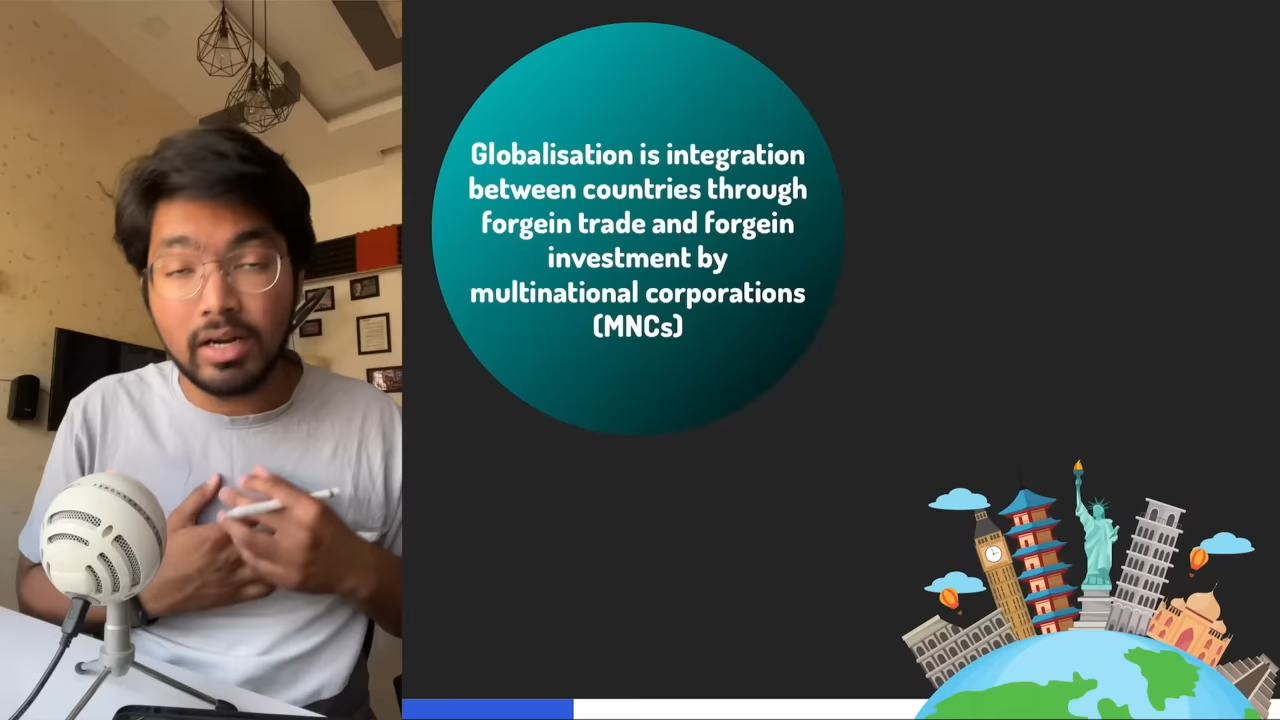 Globalisation is integration
between countries through
forgein trade and forgein
investment by
multinational corporations
(MNCs)